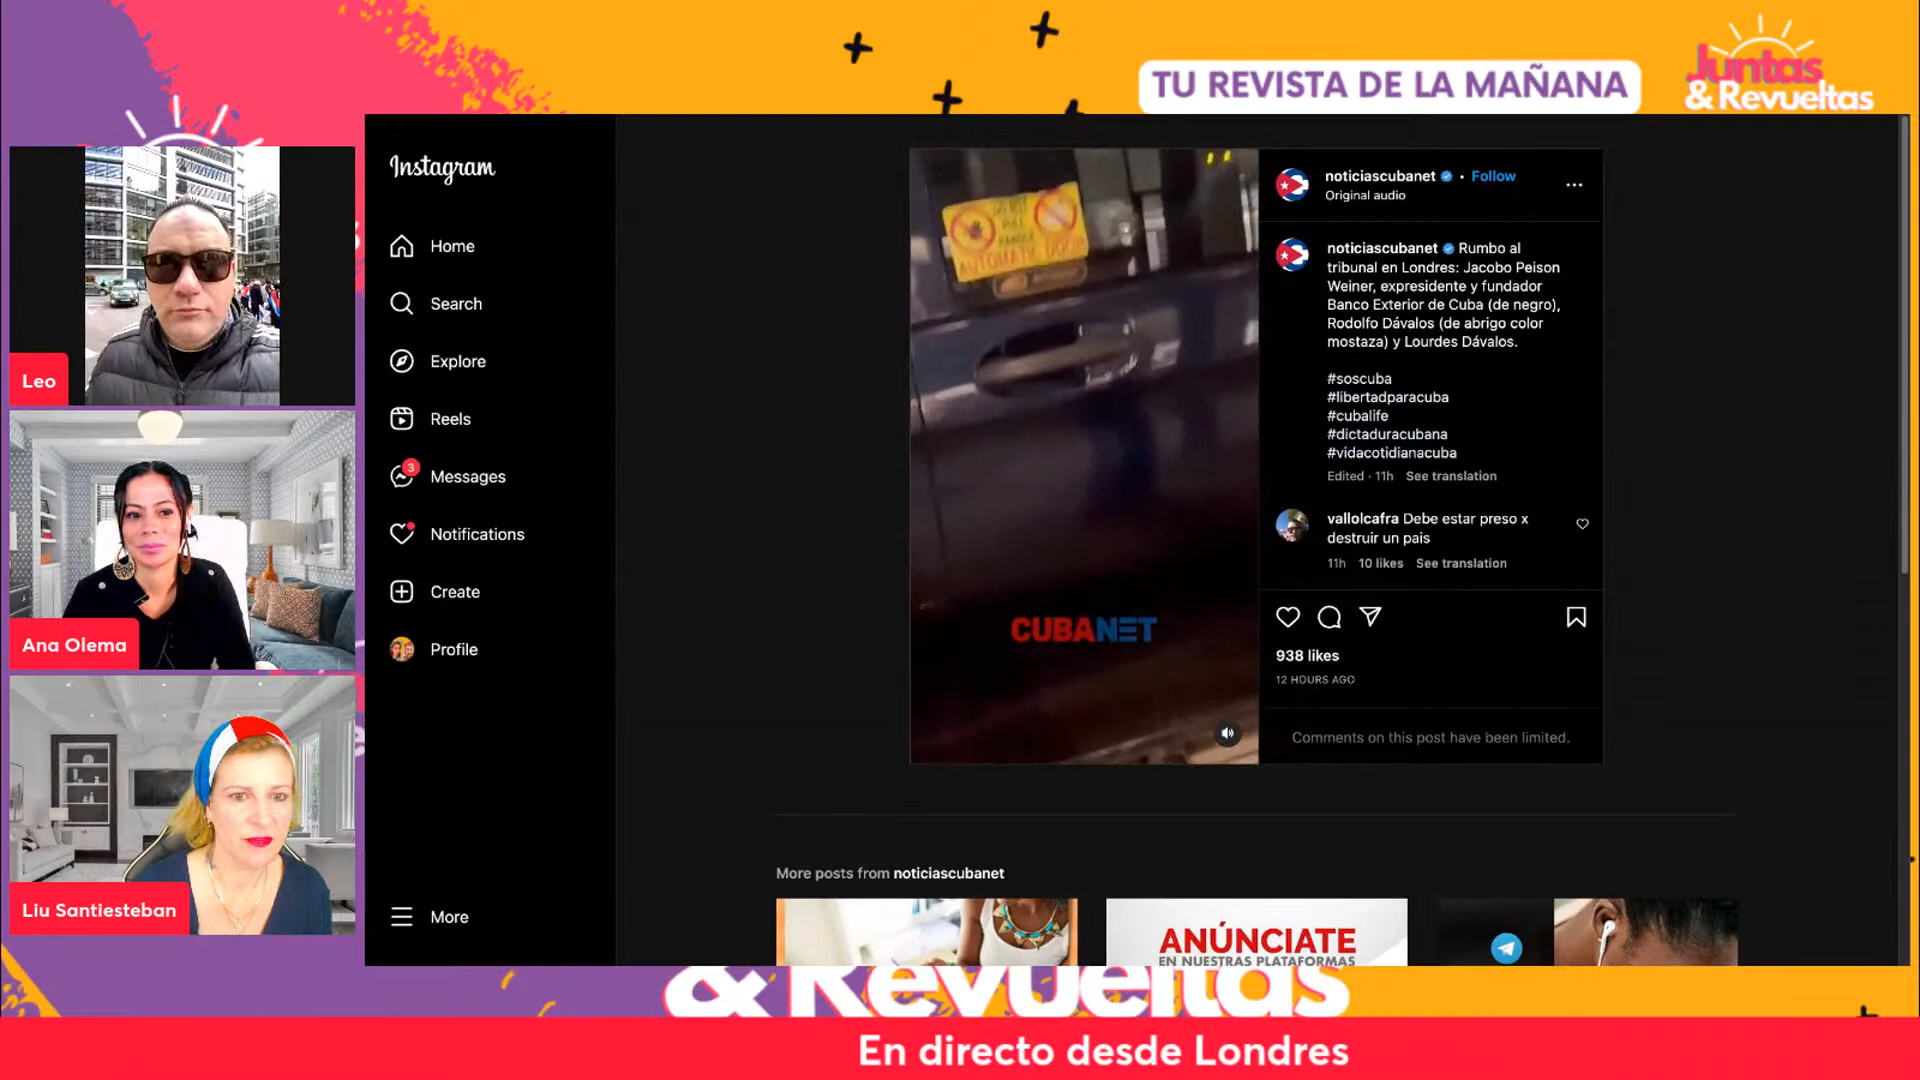 TU REVISTA DE LA MAÑANA
Juntas
& Revueltas
Leo
Ana Olema
Liu Santiesteban
Instagram
Home
Search
Explore
Reels
3
Messages
Notifications
Create
Profile
More
AUTOMATIC DOOR
CUBANET
noticiascubanet • Follow
Original audio
noticiascubanet Rumbo al
tribunal en Londres: Jacobo Peison
Weiner, expresidente y fundador
Banco Exterior de Cuba (de negro),
Rodolfo Dávalos (de abrigo color
mostaza) y Lourdes Dávalos.
#soscuba
#libertadparacuba
#cubalife
#dictaduracubana
#vidacotidianacuba
Edited · 11h See translation
vallolcafra Debe estar preso x
destruir un pais
11h 10 likes See translation
938 likes
12 HOURS AGO
Comments on this post have been limited.
More posts from noticiascubanet
ANÚNCIATE
EN NUESTRAS PLATAFORMAS
& Revueltas
En directo desde Londres